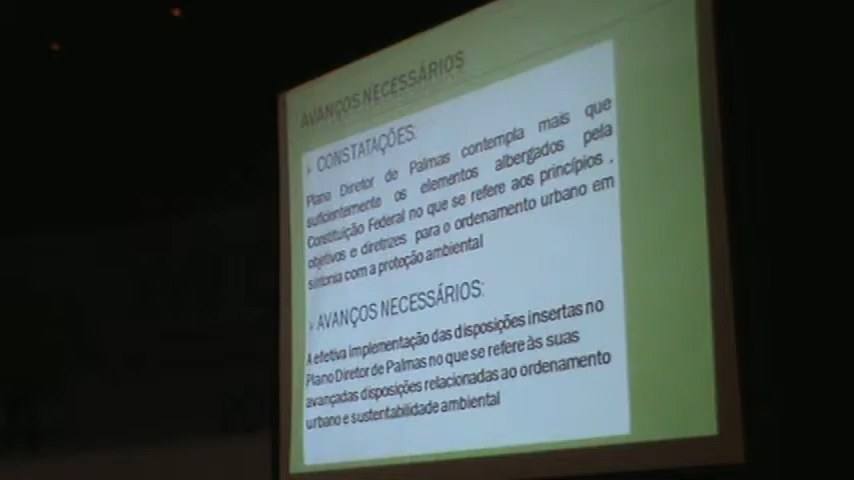 AVANÇOS NECESSÁRIOS
CONSTATAÇÕES:
Plano Diretor de Palmas contempla mais que
suficientemente os elementos albergados pela
Constituição Federal no que se refere aos princípios .
objetivos e diretrizes para o ordenamento urbano em
sintonia com a proteção ambiental
AVANÇOS NECESSÁRIOS:
A efetiva implementação das disposições insertas no
Plano Diretor de Palmas no que se refere às suas
avançadas disposições relacionadas ao ordenamento
urbano e sustentabilidade ambiental